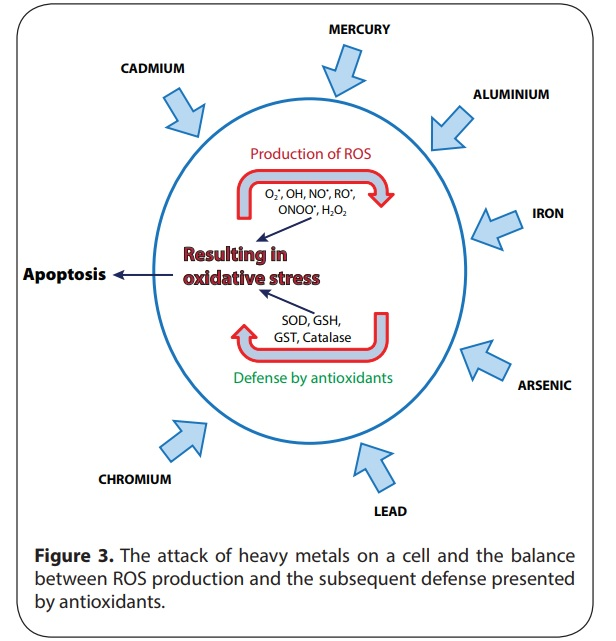 MERCURY
CADMIUM
ALUMINIUM
Production of ROS
O₂•, OH, NO•, RO•,
ONOO•, H₂O₂
IRON
Resulting in
oxidative stress
Apoptosis
SOD, GSH,
GST, Catalase
Defense by antioxidants
ARSENIC
CHROMIUM
LEAD
Figure 3. The attack of heavy metals on a cell and the balance
between ROS production and the subsequent defense presented
by antioxidants.